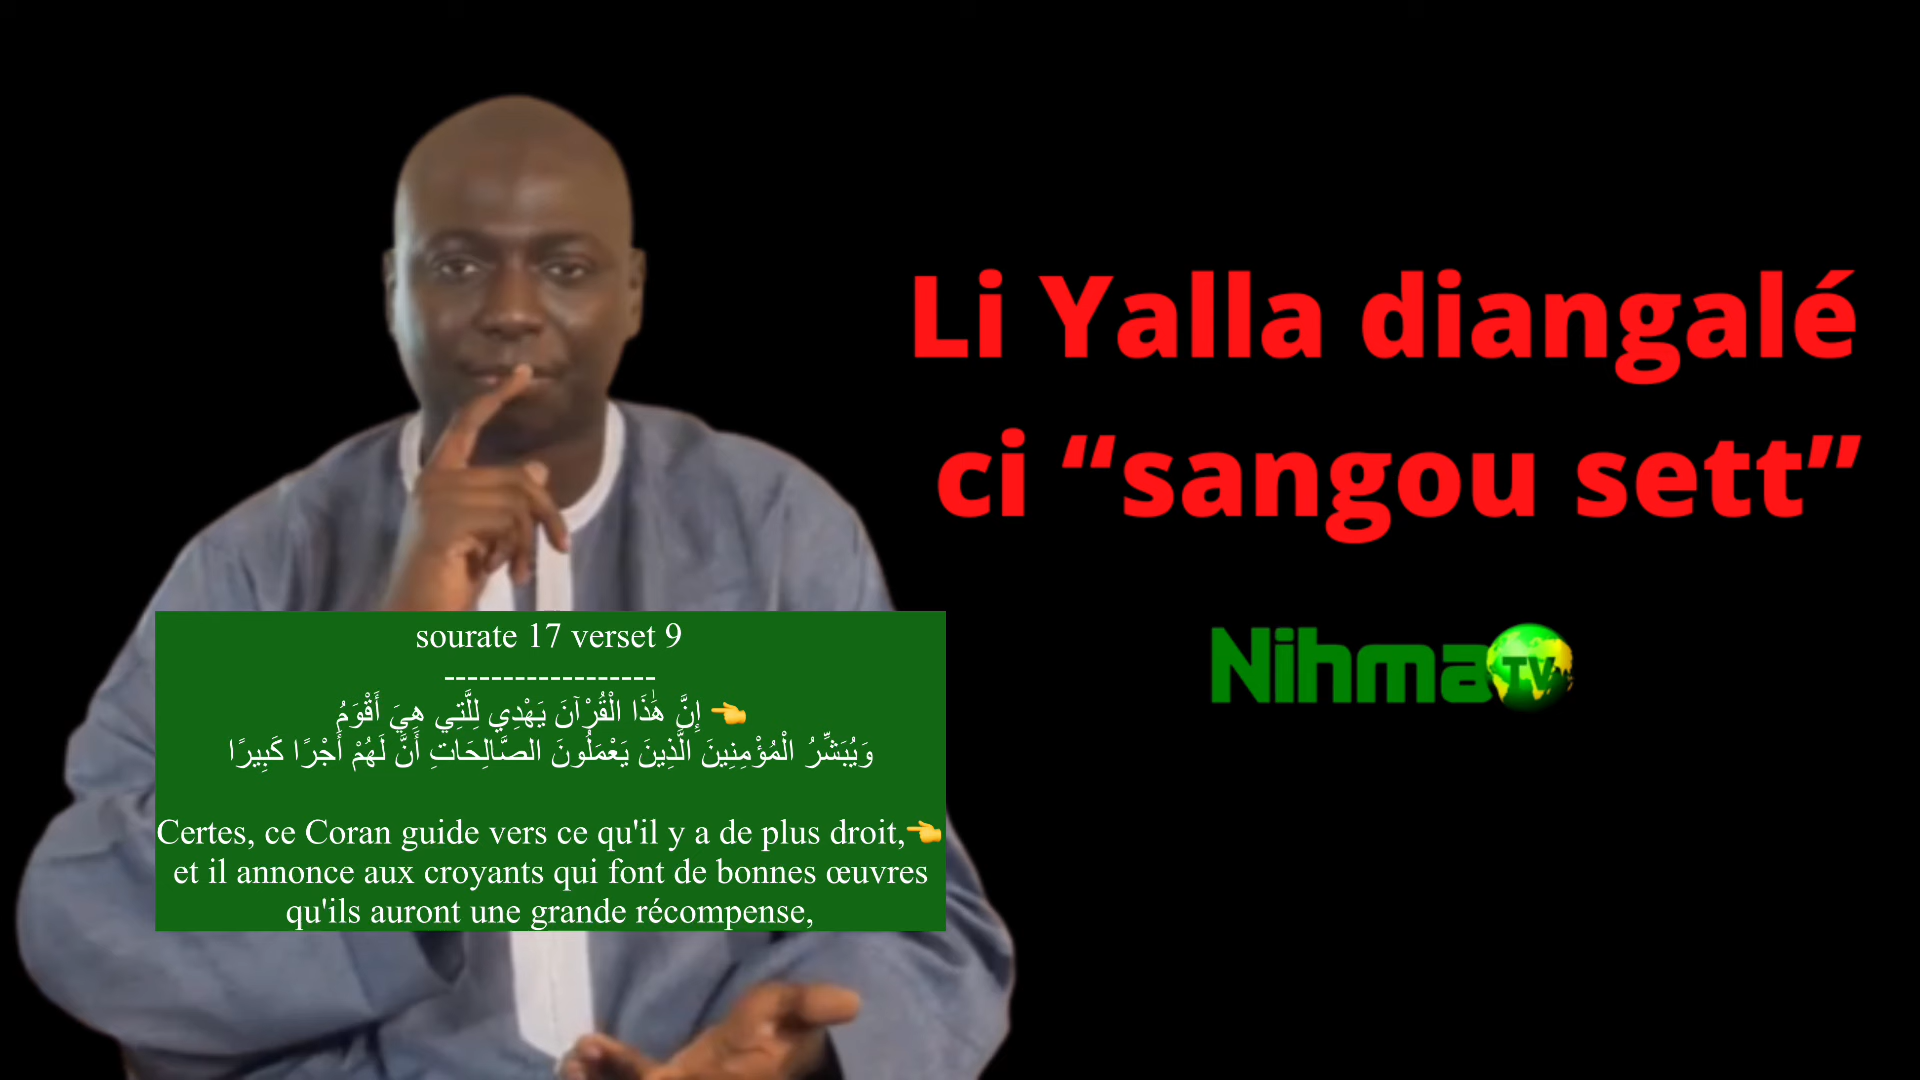 Li Yalla diangalé
ci “sangou sett”
Nihma TV
sourate 17 verset 9
------------------
👈 إِنَّ هَٰذَا الْقُرْآنَ يَهْدِي لِلَّتِي هِيَ أَقْوَمُ
وَيُبَشِّرُ الْمُؤْمِنِينَ الَّذِينَ يَعْمَلُونَ الصَّالِحَاتِ أَنَّ لَهُمْ أَجْرًا كَبِيرًا
Certes, ce Coran guide vers ce qu'il y a de plus droit,👈
et il annonce aux croyants qui font de bonnes œuvres
qu'ils auront une grande récompense,